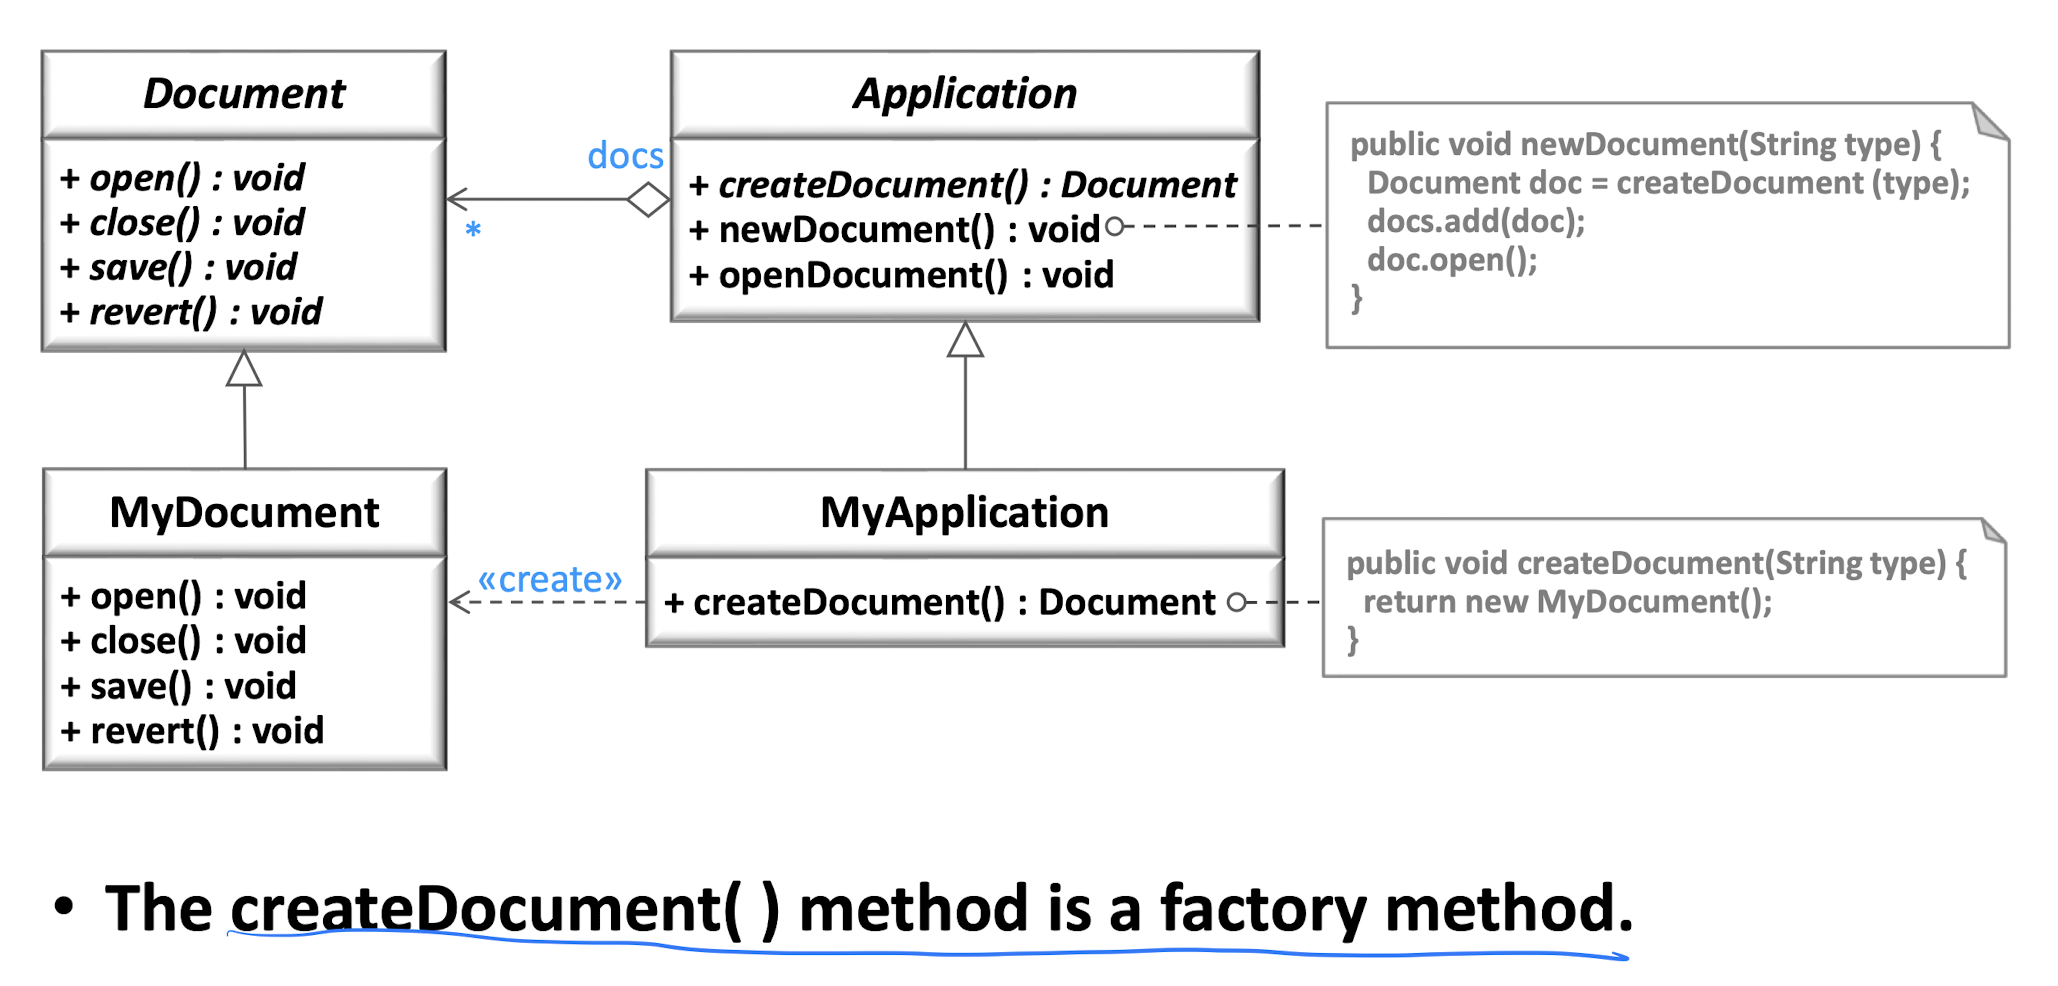 Document
+ open() : void
+ close() : void
+ save() : void
+ revert() : void
docs
*
Application
+ createDocument() : Document
+ newDocument() : void
+ openDocument() : void
public void newDocument(String type) {
Document doc = createDocument (type);
docs.add(doc);
doc.open();
}
MyDocument
+ open() : void
+ close() : void
+ save() : void
+ revert() : void
«create»
MyApplication
+ createDocument() : Document
public void createDocument(String type) {
return new MyDocument();
}
• The createDocument( ) method is a factory method.